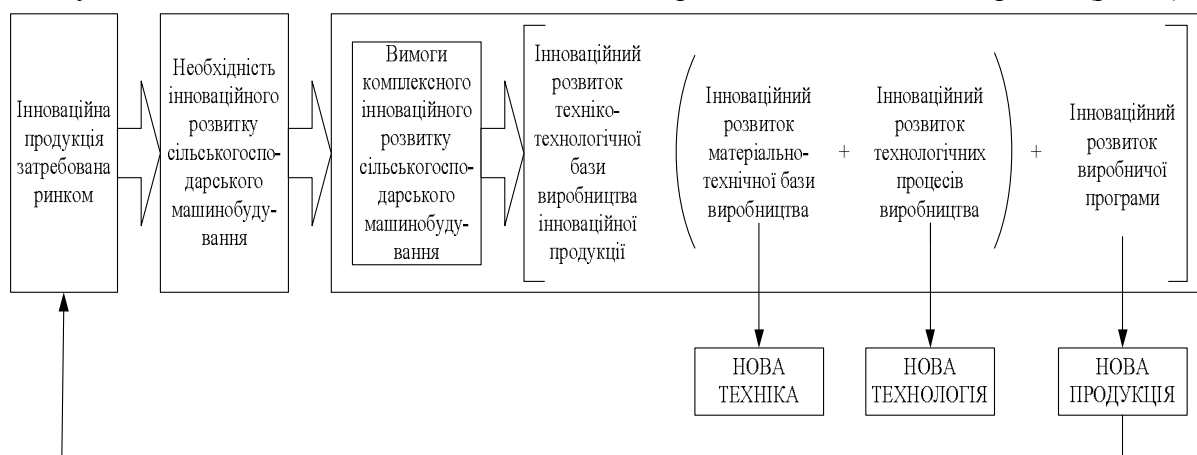 Інноваційна
продукція
затребована
ринком
Необхідність
інноваційного
розвитку
сільськогоспо-
дарського
машинобуду-
вання
Вимоги
комплексного
інноваційного
розвитку
сільськогоспо-
дарського
машинобуду-
вання
Інноваційний
розвиток
техніко-
технологічної
бази
виробництва
інноваційної
продукції
Інноваційний
розвиток
матеріально-
технічної бази
виробництва
+
Інноваційний
розвиток
технологічних
процесів
виробництва
+
Інноваційний
розвиток
виробничої
програми
НОВА
ТЕХНІКА
НОВА
ТЕХНОЛОГІЯ
НОВА
ПРОДУКЦІЯ